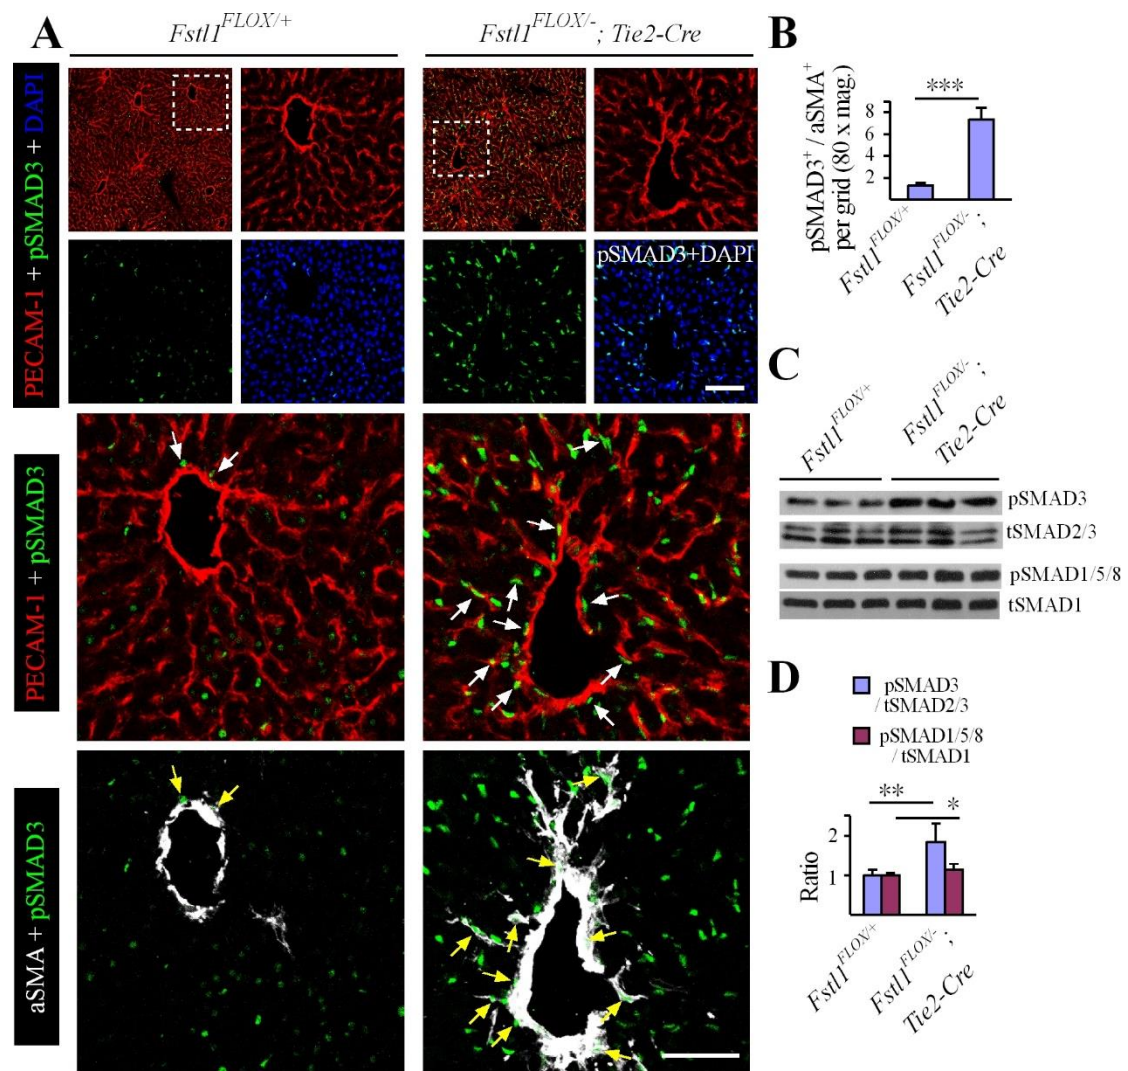 A
Fstl1FLOX/+
Fstl1FLOX/-; Tie2-Cre
PECAM-1 + pSMAD3 + DAPI
pSMAD3+DAPI
PECAM-1 + pSMAD3
aSMA + pSMAD3
B
pSMAD3+ / aSMA+
per grid (80 x mag.)
***
8
6
4
2
Fstl1FLOX/+
Fstl1FLOX/-;
Tie2-Cre
C
Fstl1FLOX/+
Fstl1FLOX/-;
Tie2-Cre
pSMAD3
tSMAD2/3
pSMAD1/5/8
tSMAD1
D
pSMAD3
/tSMAD2/3
pSMAD1/5/8
/tSMAD1
**
*
Ratio
2
1
Fstl1FLOX/+
Fstl1FLOX/-;
Tie2-Cre